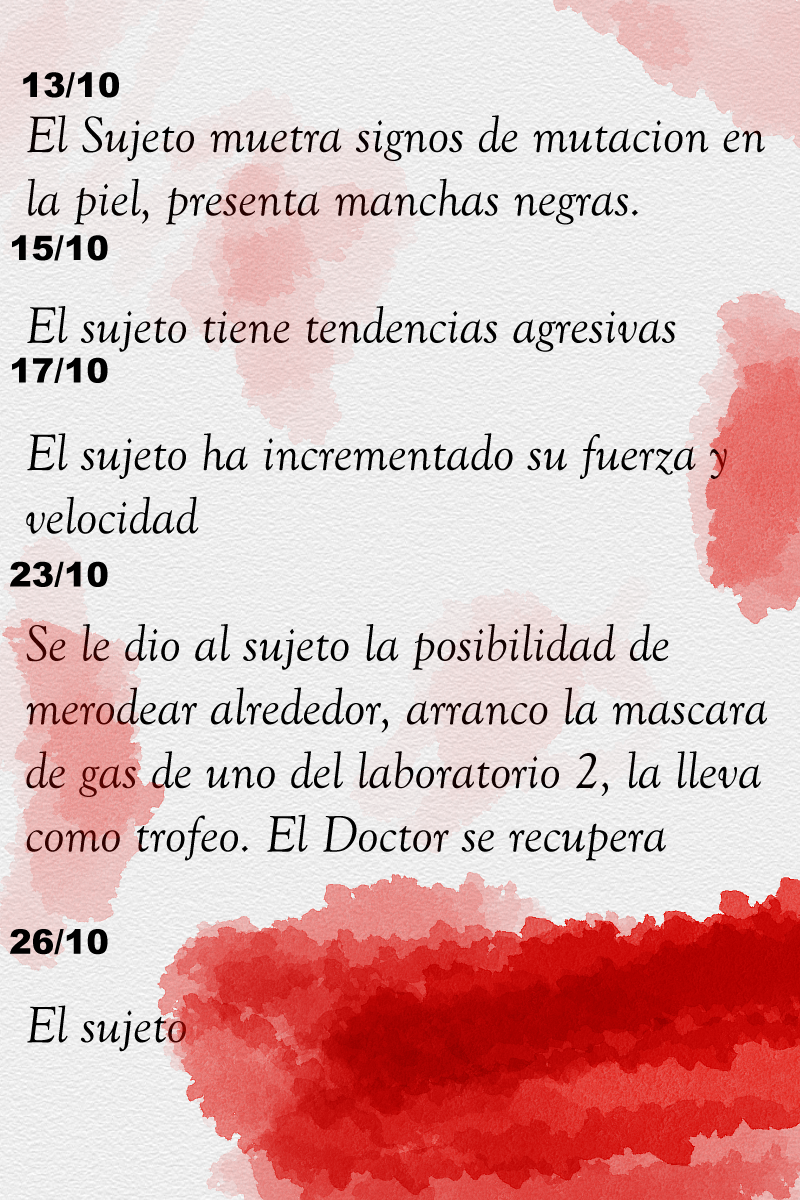 13/10
El Sujeto muetra signos de mutacion en
la piel, presenta manchas negras.
15/10
El sujeto tiene tendencias agresivas
17/10
El sujeto ha incrementado su fuerza y
velocidad
23/10
Se le dio al sujeto la posibilidad de
merodear alrededor, arranco la mascara
de gas de uno del laboratorio 2, la lleva
como trofeo. El Doctor se recupera
26/10
El sujeto